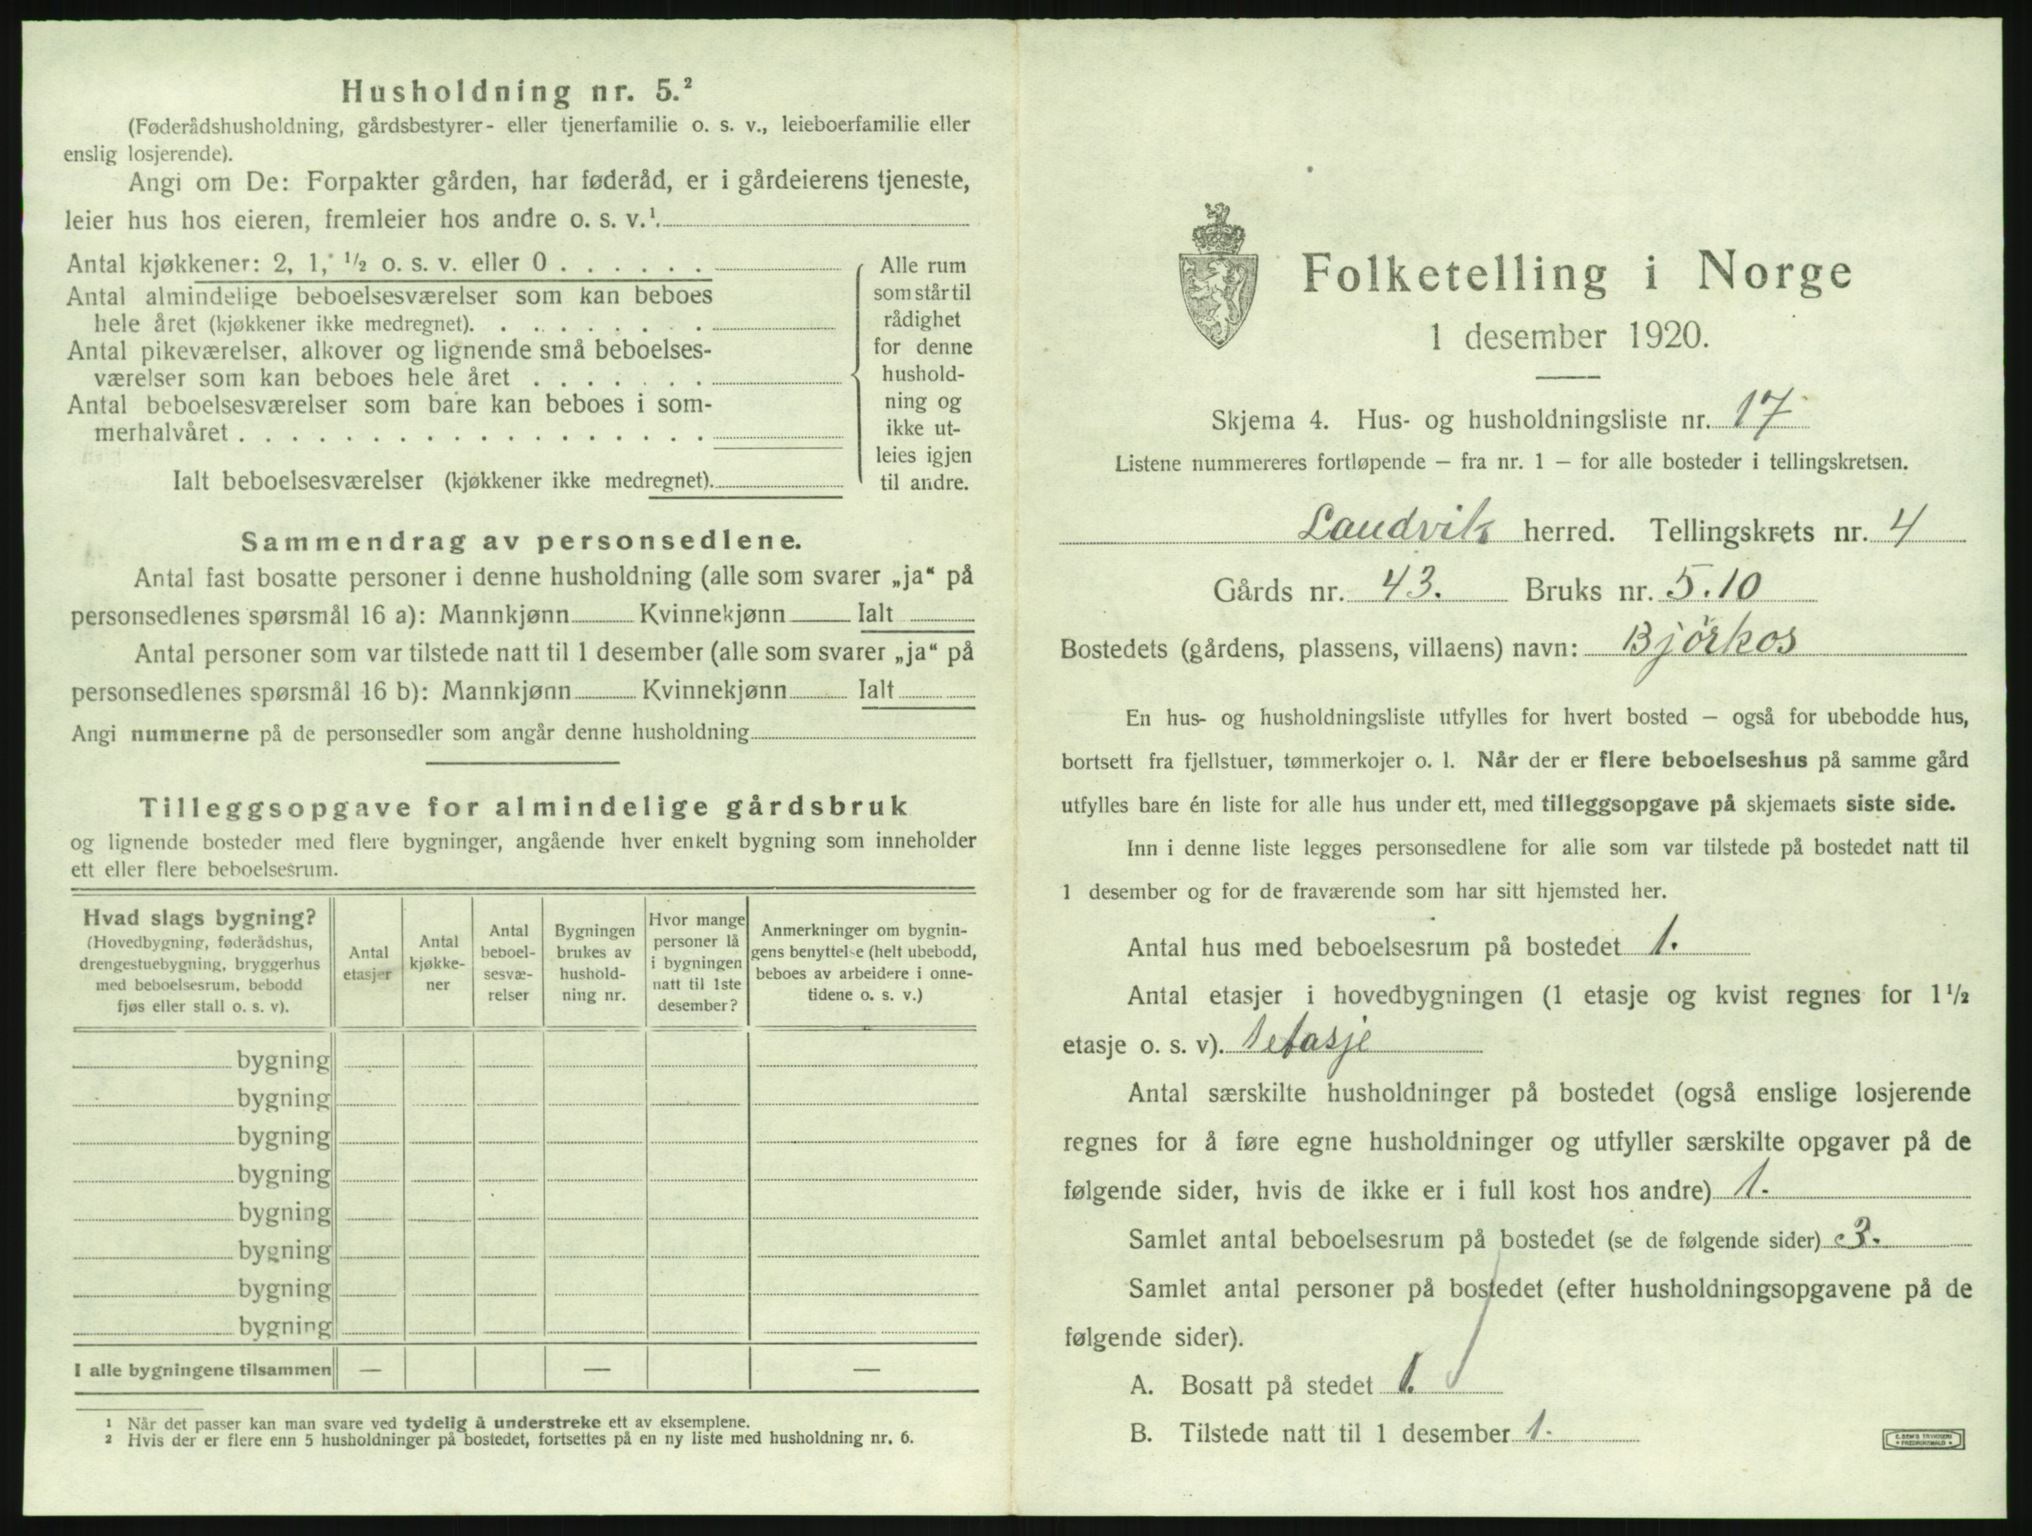 Husholdning nr. 5.²
(Føderådshusholdning, gårdsbestyrer- eller tjenerfamilie o. s. v., leieboerfamilie eller
enslig losjerende).
Angi om De: Forpakter gården, har føderåd, er i gårdeierens tjeneste,
leier hus hos eieren, fremleier hos andre o. s. v.¹.
Antal kjøkkener: 2, 1, ½ o. s. v. eller 0 . . . . . .
Antal almindelige beboelsesværelser som kan beboes
hele året (kjøkkener ikke medregnet). . . . . . . . .
Antal pikeværelser, alkover og lignende små beboelses-
værelser som kan beboes hele året . . . . . . .
Antal beboelsesværelser som bare kan beboes i som-
merhalvåret . . . . . . . . . . . . . . . . . .
Ialt beboelsesværelser (kjøkkener ikke medregnet).
Alle rum
som står til
rådighet
for denne
hushold-
ning og
ikke ut-
leies igjen
til andre.
Sammendrag av personsedlene.
Antal fast bosatte personer i denne husholdning (alle som svarer „ja“ på
personsedlenes spørsmål 16 a): Mannkjønn Kvinnekjønn Ialt
Antal personer som var tilstede natt til 1 desember (alle som svarer „ja“ på
personsedlenes spørsmål 16 b): Mannkjønn Kvinnekjønn Ialt
Angi nummerne på de personsedler som angår denne husholdning
Tilleggsopgave for almindelige gårdsbruk
og lignende bosteder med flere bygninger, angående hver enkelt bygning som inneholder
ett eller flere beboelsesrum.
Hvad slags bygning?
(Hovedbygning, føderådshus,
drengestuebygning, bryggerhus
med beboelsesrum, bebodd
fjøs eller stall o. s. v).
Antal
etasjer
Antal
kjøkke-
ner
Antal
beboel-
sesvæ-
relser
Bygningen
brukes av
hushold-
ning nr.
Hvor mange
personer lå
i bygningen
natt til 1ste
desember?
Anmerkninger om bygnin-
gens benyttelse (helt ubebodd,
beboes av arbeidere i onne-
tidene o. s. v.)
bygning
bygning
bygning
bygning
bygning
bygning
bygning
bygning
I alle bygningene tilsammen — — —
¹ Når det passer kan man svare ved tydelig å understreke ett av eksemplene.
² Hvis der er flere enn 5 husholdninger på bostedet, fortsettes på en ny liste med husholdning nr. 6.
Folketelling i Norge
1 desember 1920.
Skjema 4. Hus- og husholdningsliste nr. 17
Listene nummereres fortløpende – fra nr. 1 – for alle bosteder i tellingskretsen.
Landvik herred. Tellingskrets nr. 4
Gårds nr. 43. Bruks nr. 5.10
Bostedets (gårdens, plassens, villaens) navn: Bjørkos
En hus- og husholdningsliste utfylles for hvert bosted – også for ubebodde hus,
bortsett fra fjellstuer, tømmerkojer o. l. Når der er flere beboelseshus på samme gård
utfylles bare én liste for alle hus under ett, med tilleggsopgave på skjemaets siste side.
Inn i denne liste legges personsedlene for alle som var tilstede på bostedet natt til
1 desember og for de fraværende som har sitt hjemsted her.
Antal hus med beboelsesrum på bostedet 1.
Antal etasjer i hovedbygningen (1 etasje og kvist regnes for 1½
etasje o. s. v). 1 etasje
Antal særskilte husholdninger på bostedet (også enslige losjerende
regnes for å føre egne husholdninger og utfyller særskilte opgaver på de
følgende sider, hvis de ikke er i full kost hos andre) 1.
Samlet antal beboelsesrum på bostedet (se de følgende sider) 3.
Samlet antal personer på bostedet (efter husholdningsopgavene på de
følgende sider).
A. Bosatt på stedet 1.
B. Tilstede natt til 1 desember 1.